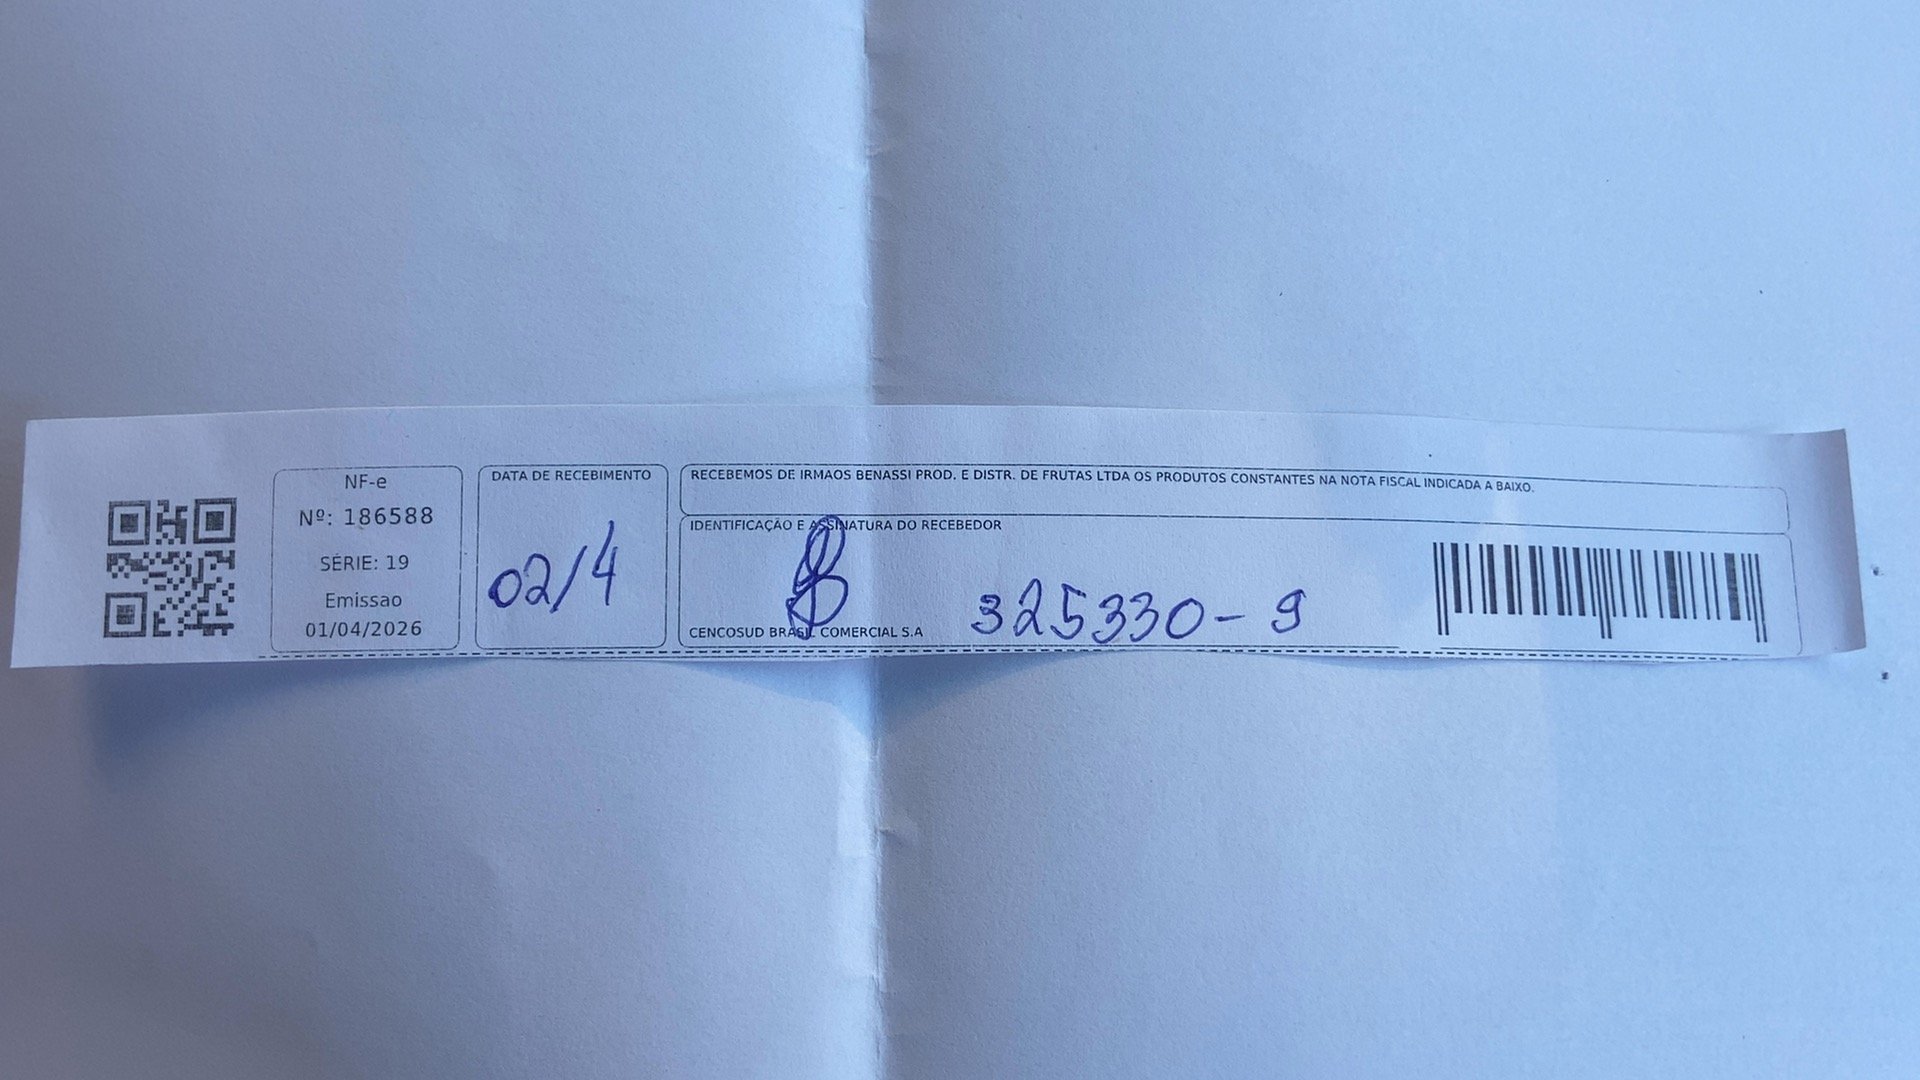 NF-e
Nº: 186588
SÉRIE: 19
Emissao
01/04/2026
DATA DE RECEBIMENTO
02/4
RECEBEMOS DE IRMAOS BENASSI PROD. E DISTR. DE FRUTAS LTDA OS PRODUTOS CONSTANTES NA NOTA FISCAL INDICADA A BAIXO.
IDENTIFICAÇÃO E ASSINATURA DO RECEBEDOR
325330-9
CENCOSUD BRASIL COMERCIAL S.A